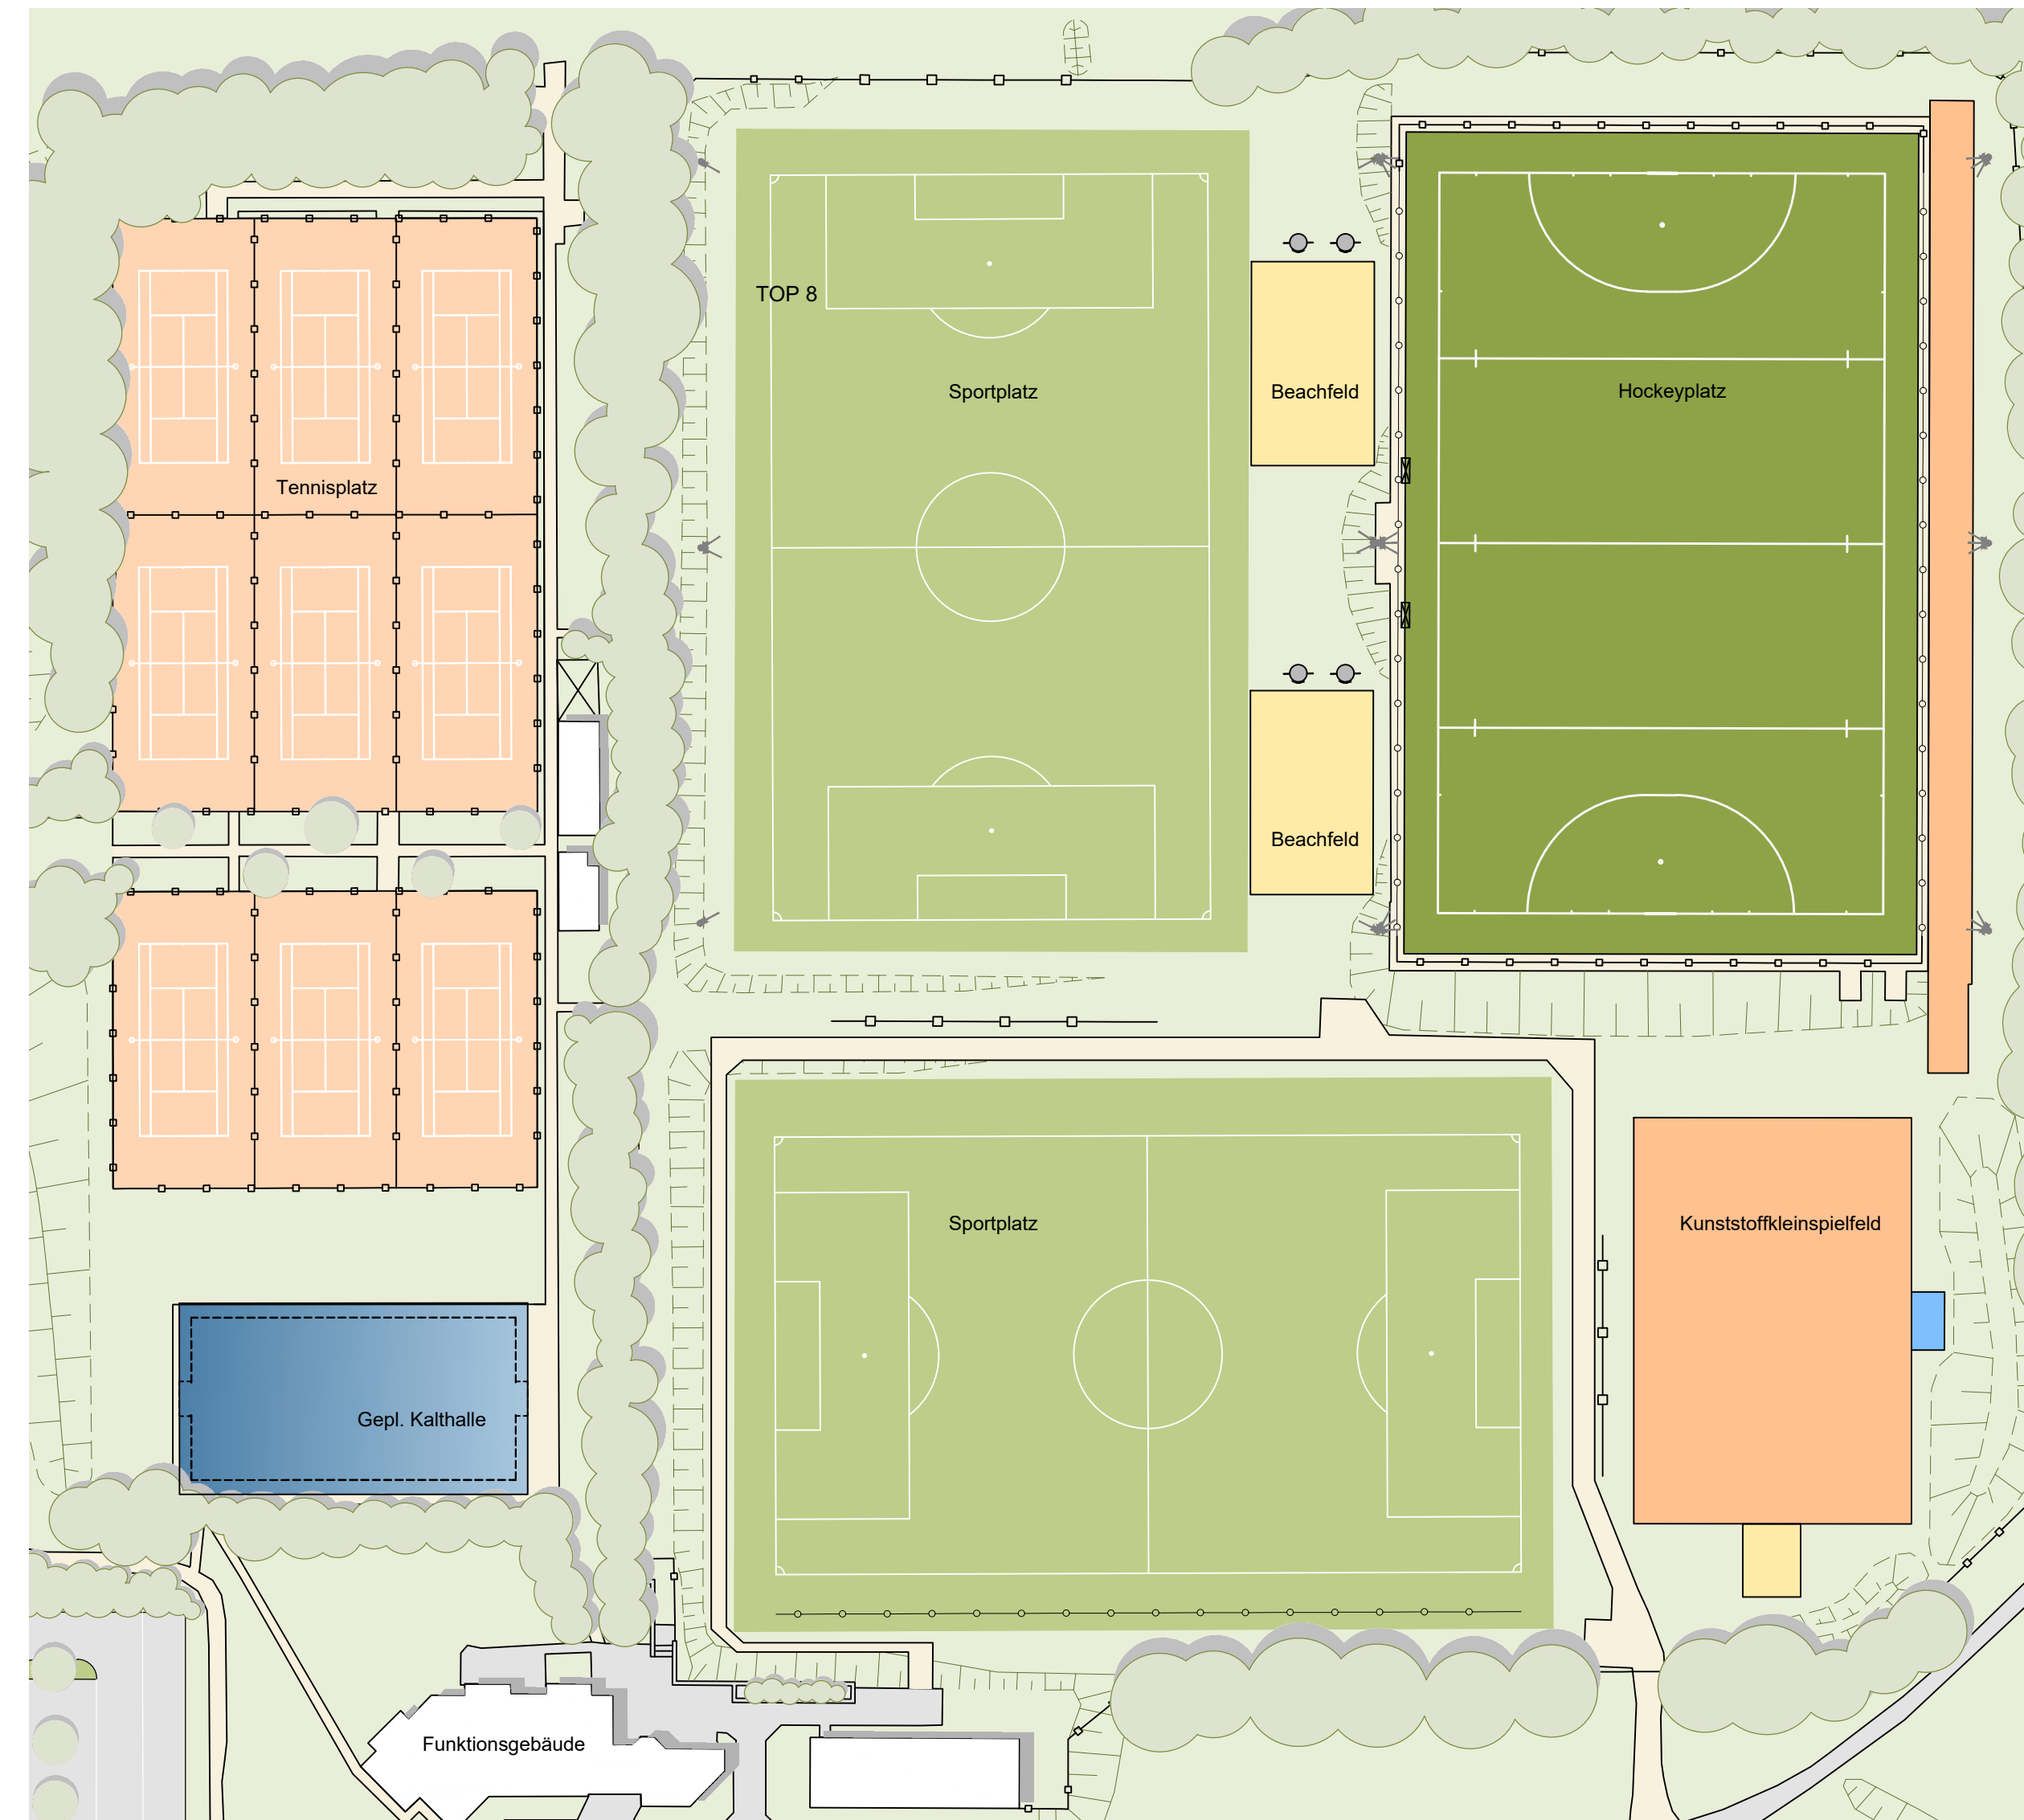 TOP 8
Sportplatz
Beachfeld
Hockeyplatz
Tennisplatz
Beachfeld
Sportplatz
Kunststoffkleinspielfeld
Gepl. Kalthalle
Funktionsgebäude